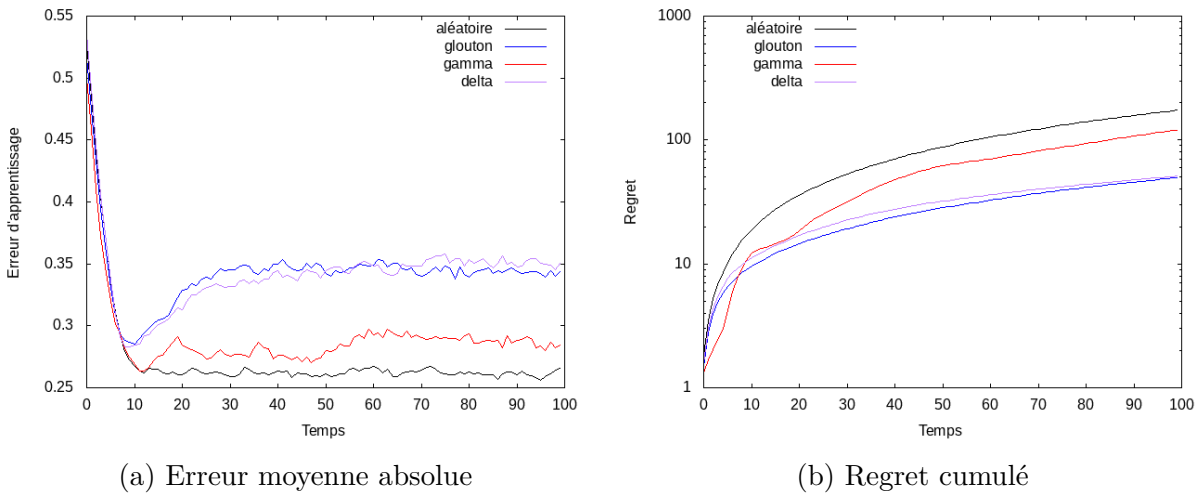 0.55
0.5
0.45
0.4
0.35
0.3
0.25
0 10 20 30 40 50 60 70 80 90 100
Erreur d'apprentissage
Temps
aléatoire
glouton
gamma
delta
(a) Erreur moyenne absolue
1000
100
10
1
0 10 20 30 40 50 60 70 80 90 100
Regret
Temps
aléatoire
glouton
gamma
delta
(b) Regret cumulé